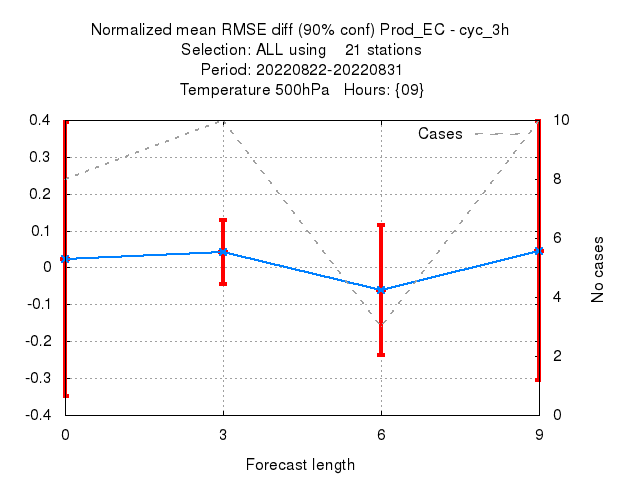 Normalized mean RMSE diff (90% conf) Prod_EC - cyc_3h
Selection: ALL using 21 stations
Period: 20220822-20220831
Temperature 500hPa Hours: {09}
Cases
0.4
0.3
0.2
0.1
0
-0.1
-0.2
-0.3
-0.4
10
8
6
4
2
0
No cases
0 3 6 9
Forecast length